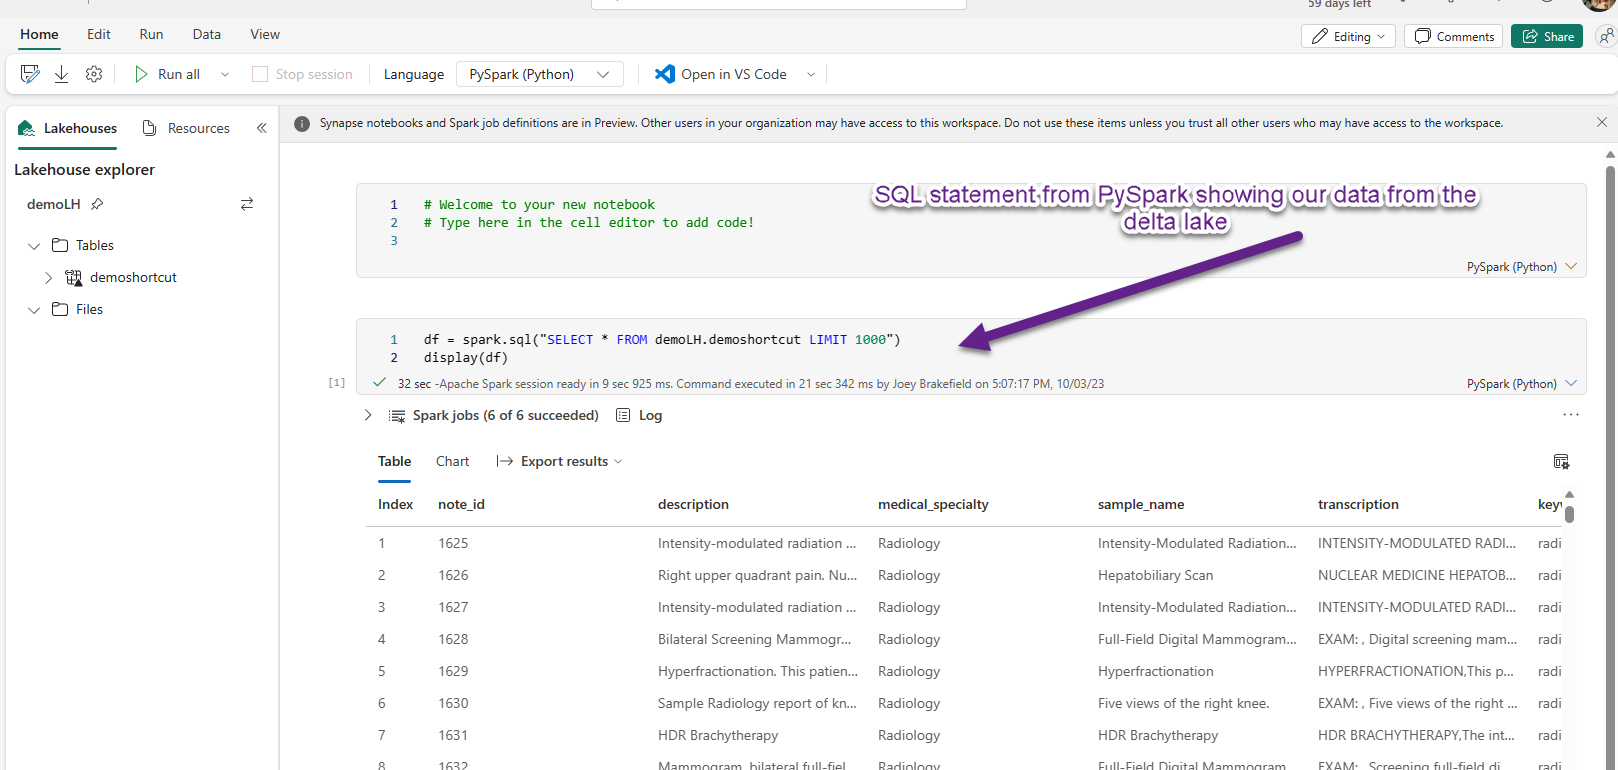 59 days left
Home Edit Run Data View
Editing Comments Share
Run all Stop session Language PySpark (Python) Open in VS Code
Lakehouses Resources
Synapse notebooks and Spark job definitions are in Preview. Other users in your organization may have access to this workspace. Do not use these items unless you trust all other users who may have access to the workspace.
Lakehouse explorer
demoLH
Tables
demoshortcut
Files
1 # Welcome to your new notebook
2 # Type here in the cell editor to add code!
3
PySpark (Python)
SQL statement from PySpark showing our data from the
delta lake
1 df = spark.sql("SELECT * FROM demoLH.demoshortcut LIMIT 1000")
2 display(df)
[1] 32 sec -Apache Spark session ready in 9 sec 925 ms. Command executed in 21 sec 342 ms by Joey Brakefield on 5:07:17 PM, 10/03/23 PySpark (Python)
Spark jobs (6 of 6 succeeded) Log
Table Chart Export results
Index note_id description medical_specialty sample_name transcription
1 1625 Intensity-modulated radiation ... Radiology Intensity-Modulated Radiation... INTENSITY-MODULATED RADI... radi
2 1626 Right upper quadrant pain. Nu... Radiology Hepatobiliary Scan NUCLEAR MEDICINE HEPATOB... radi
3 1627 Intensity-modulated radiation ... Radiology Intensity-Modulated Radiation... INTENSITY-MODULATED RADI... radi
4 1628 Bilateral Screening Mammogr... Radiology Full-Field Digital Mammogram... EXAM: , Digital screening mam... radi
5 1629 Hyperfractionation. This patien... Radiology Hyperfractionation HYPERFRACTIONATION,This p... radi
6 1630 Sample Radiology report of kn... Radiology Five views of the right knee. EXAM: , Five views of the right ... radi
7 1631 HDR Brachytherapy Radiology HDR Brachytherapy HDR BRACHYTHERAPY,The int... radi
8 1632 Mammogram, bilateral full-fiel Radiology Full-Field Digital Mammogram EXAM: , Screening full-field di radi